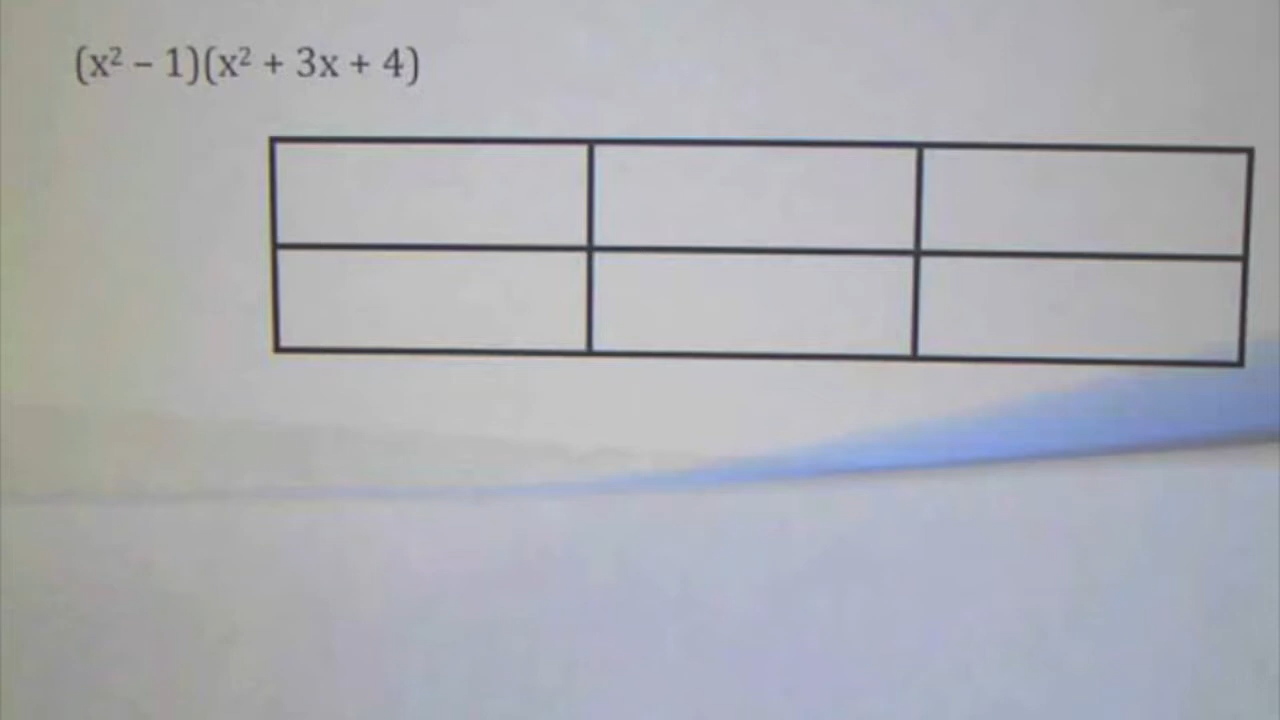 (x² – 1)(x² + 3x + 4)